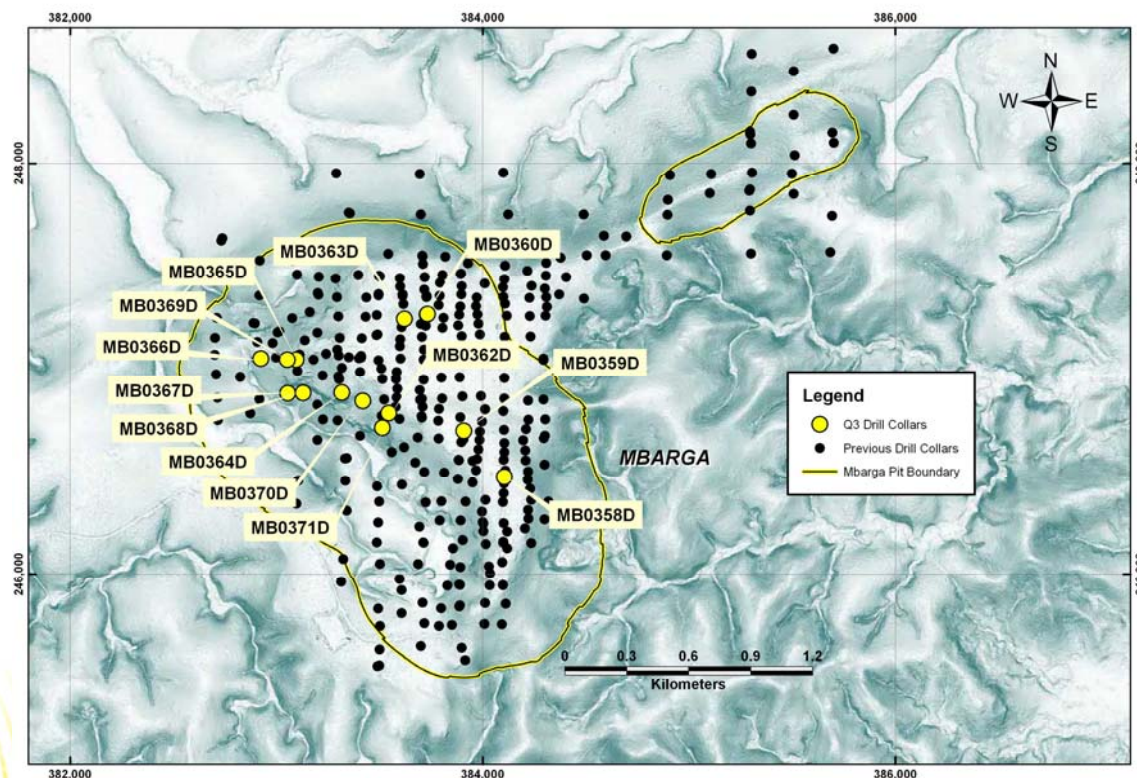 382,000
384,000
386,000
N
W
E
S
248,000
MB0363D
MB0360D
MB0365D
MB0369D
MB0366D
MB0362D
MB0359D
MB0367D
MB0368D
MB0364D
MB0370D
MB0371D
MB0358D
MBARGA
Legend
Q3 Drill Collars
Previous Drill Collars
Mbarga Pit Boundary
246,000
0 0.3 0.6 0.9 1.2
Kilometers
382,000
384,000
386,000